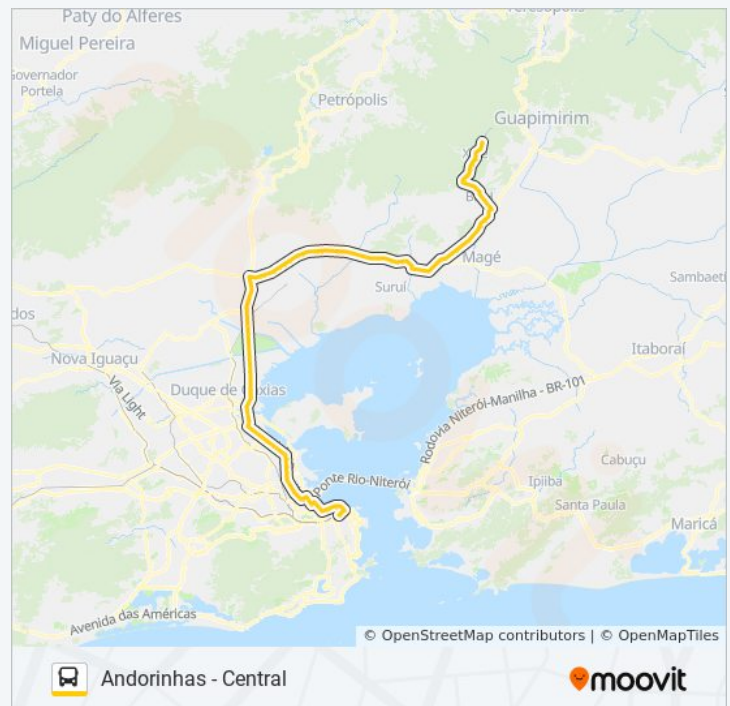 Paty do Alferes
Miguel Pereira
Governador
Portela
Petrópolis
Guapimirim
Magé
Suruí
Sambaeti
dos
Nova Iguaçu
Via Light
Duque de Caxias
Itaboraí
Rodovia Niterói-Manilha - BR-101
Ponte Rio-Niterói
Cabuçu
Ipiiba
Santa Paula
Maricá
Avenida das Américas
© OpenStreetMap contributors | © OpenMapTiles
Andorinhas - Central
moovit